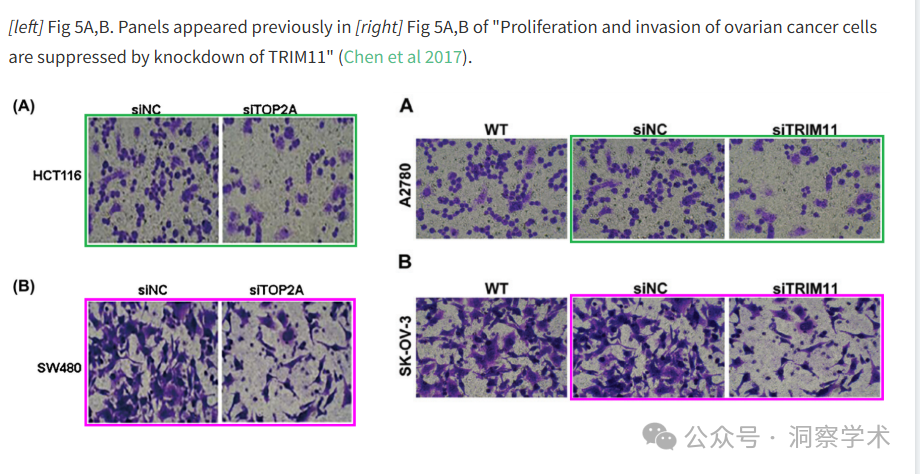 [left] Fig 5A,B. Panels appeared previously in [right] Fig 5A,B of "Proliferation and invasion of ovarian cancer cells
are suppressed by knockdown of TRIM11" (Chen et al 2017).
(A) siNC siTOP2A
HCT116
(B) siNC siTOP2A
SW480
A
WT siNC siTRIM11
A2780
B
WT siNC siTRIM11
SK-OV-3
公众号 · 洞察学术